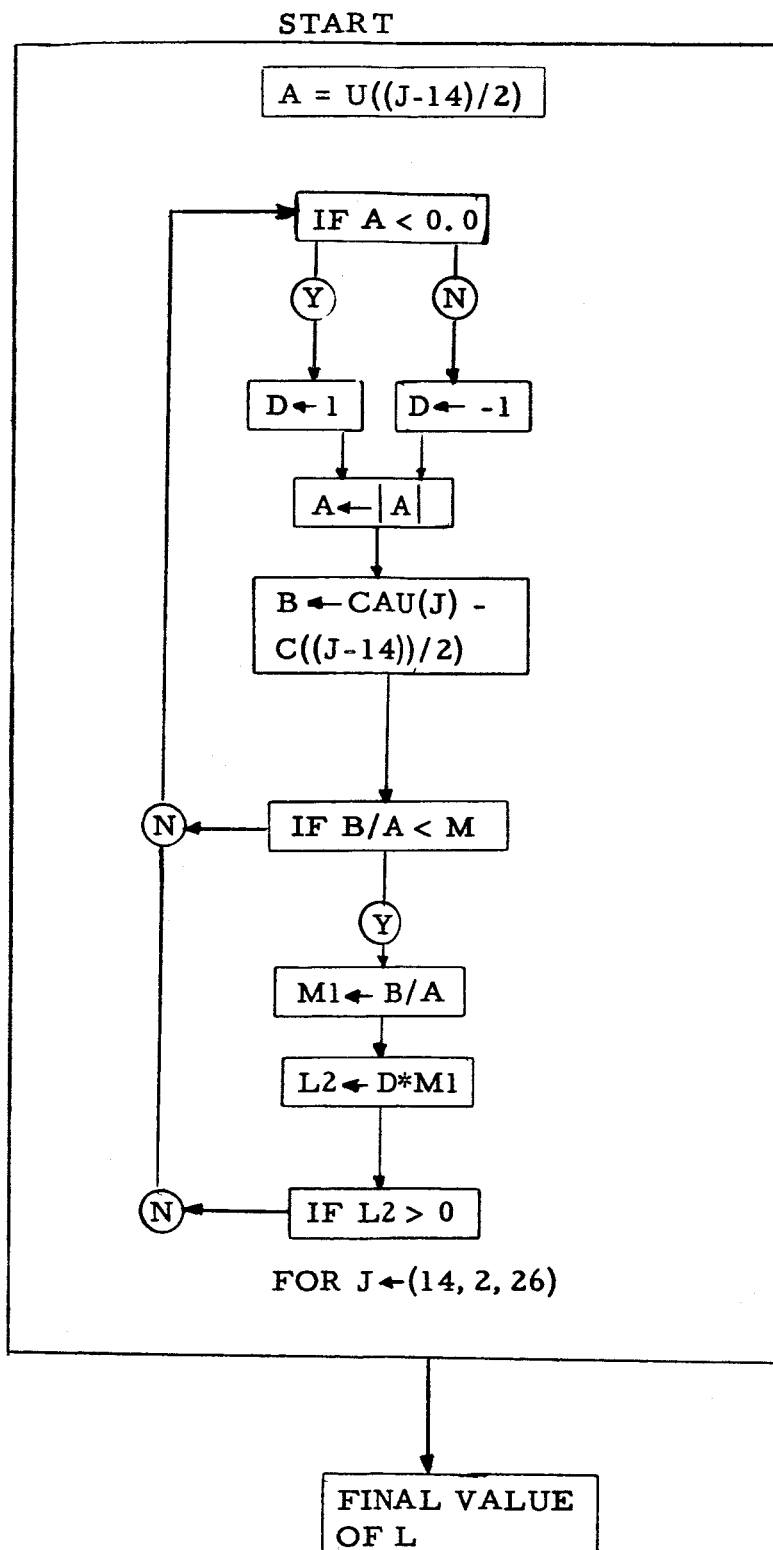 START
A = U((J-14)/2)
IF A < 0.0
Y N
D ← 1 D ← -1
A ← |A|
B ← CAU(J) -
C((J-14))/2)
N IF B/A < M
Y
M1 ← B/A
L2 ← D*M1
N IF L2 > 0
FOR J ← (14, 2, 26)
FINAL VALUE
OF L